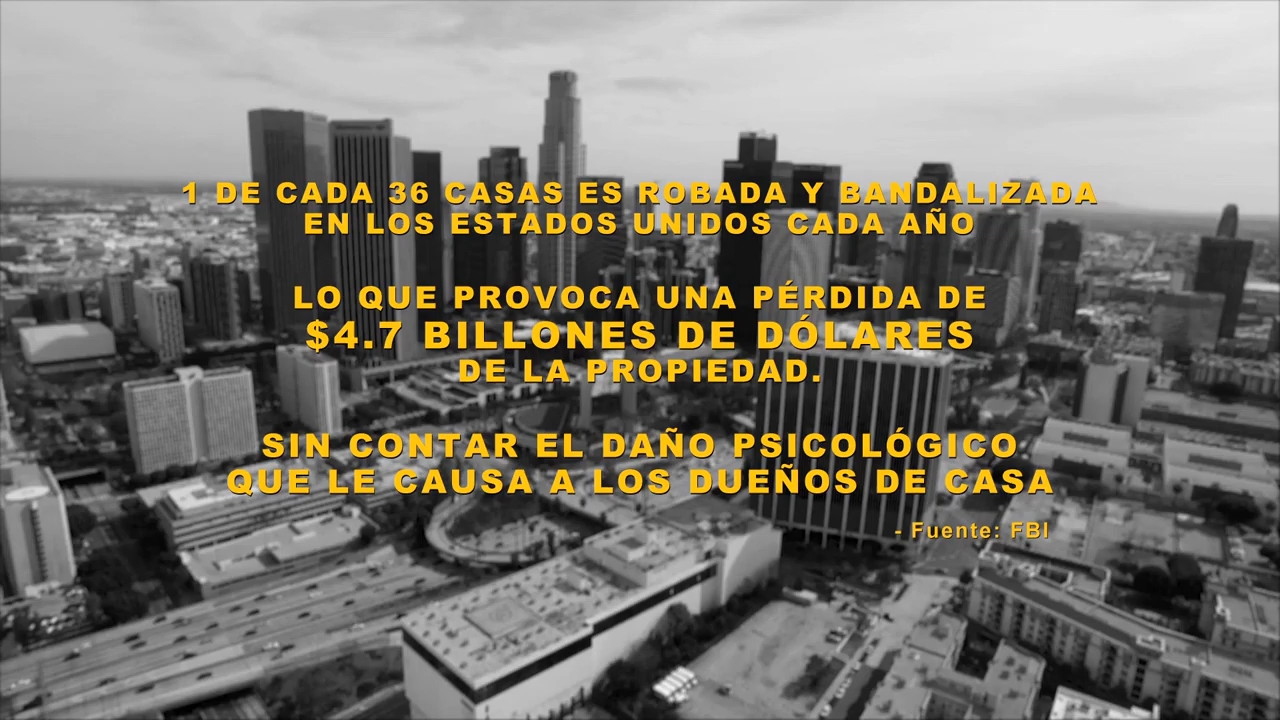 1 DE CADA 36 CASAS ES ROBADA Y BANDALIZADA
EN LOS ESTADOS UNIDOS CADA AÑO
LO QUE PROVOCA UNA PÉRDIDA DE
$4.7 BILLONES DE DÓLARES
DE LA PROPIEDAD.
SIN CONTAR EL DAÑO PSICOLÓGICO
QUE LE CAUSA A LOS DUEÑOS DE CASA
- Fuente: FBI